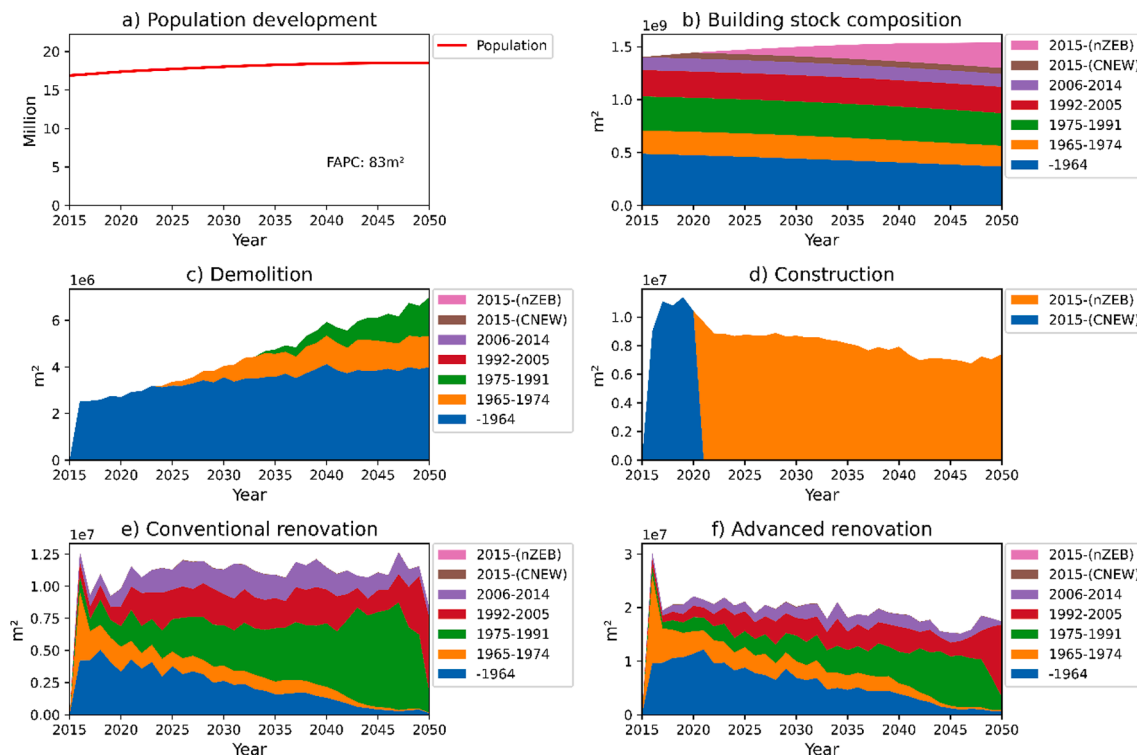 a) Population development
20
15
10
5
0
Million
2015 2020 2025 2030 2035 2040 2045 2050
Year
FAPC: 83m²
Population
b) Building stock composition
1e9
1.5
1.0
0.5
0.0
m²
2015 2020 2025 2030 2035 2040 2045 2050
Year
2015-(nZEB)
2015-(CNEW)
2006-2014
1992-2005
1975-1991
1965-1974
-1964
c) Demolition
1e6
6
4
2
0
m²
2015 2020 2025 2030 2035 2040 2045 2050
Year
2015-(nZEB)
2015-(CNEW)
2006-2014
1992-2005
1975-1991
1965-1974
-1964
d) Construction
1e7
1.0
0.8
0.6
0.4
0.2
0.0
m²
2015 2020 2025 2030 2035 2040 2045 2050
Year
2015-(nZEB)
2015-(CNEW)
e) Conventional renovation
1e7
1.25
1.00
0.75
0.50
0.25
0.00
m²
2015 2020 2025 2030 2035 2040 2045 2050
Year
2015-(nZEB)
2015-(CNEW)
2006-2014
1992-2005
1975-1991
1965-1974
-1964
f) Advanced renovation
1e7
3
2
1
0
m²
2015 2020 2025 2030 2035 2040 2045 2050
Year
2015-(nZEB)
2015-(CNEW)
2006-2014
1992-2005
1975-1991
1965-1974
-1964